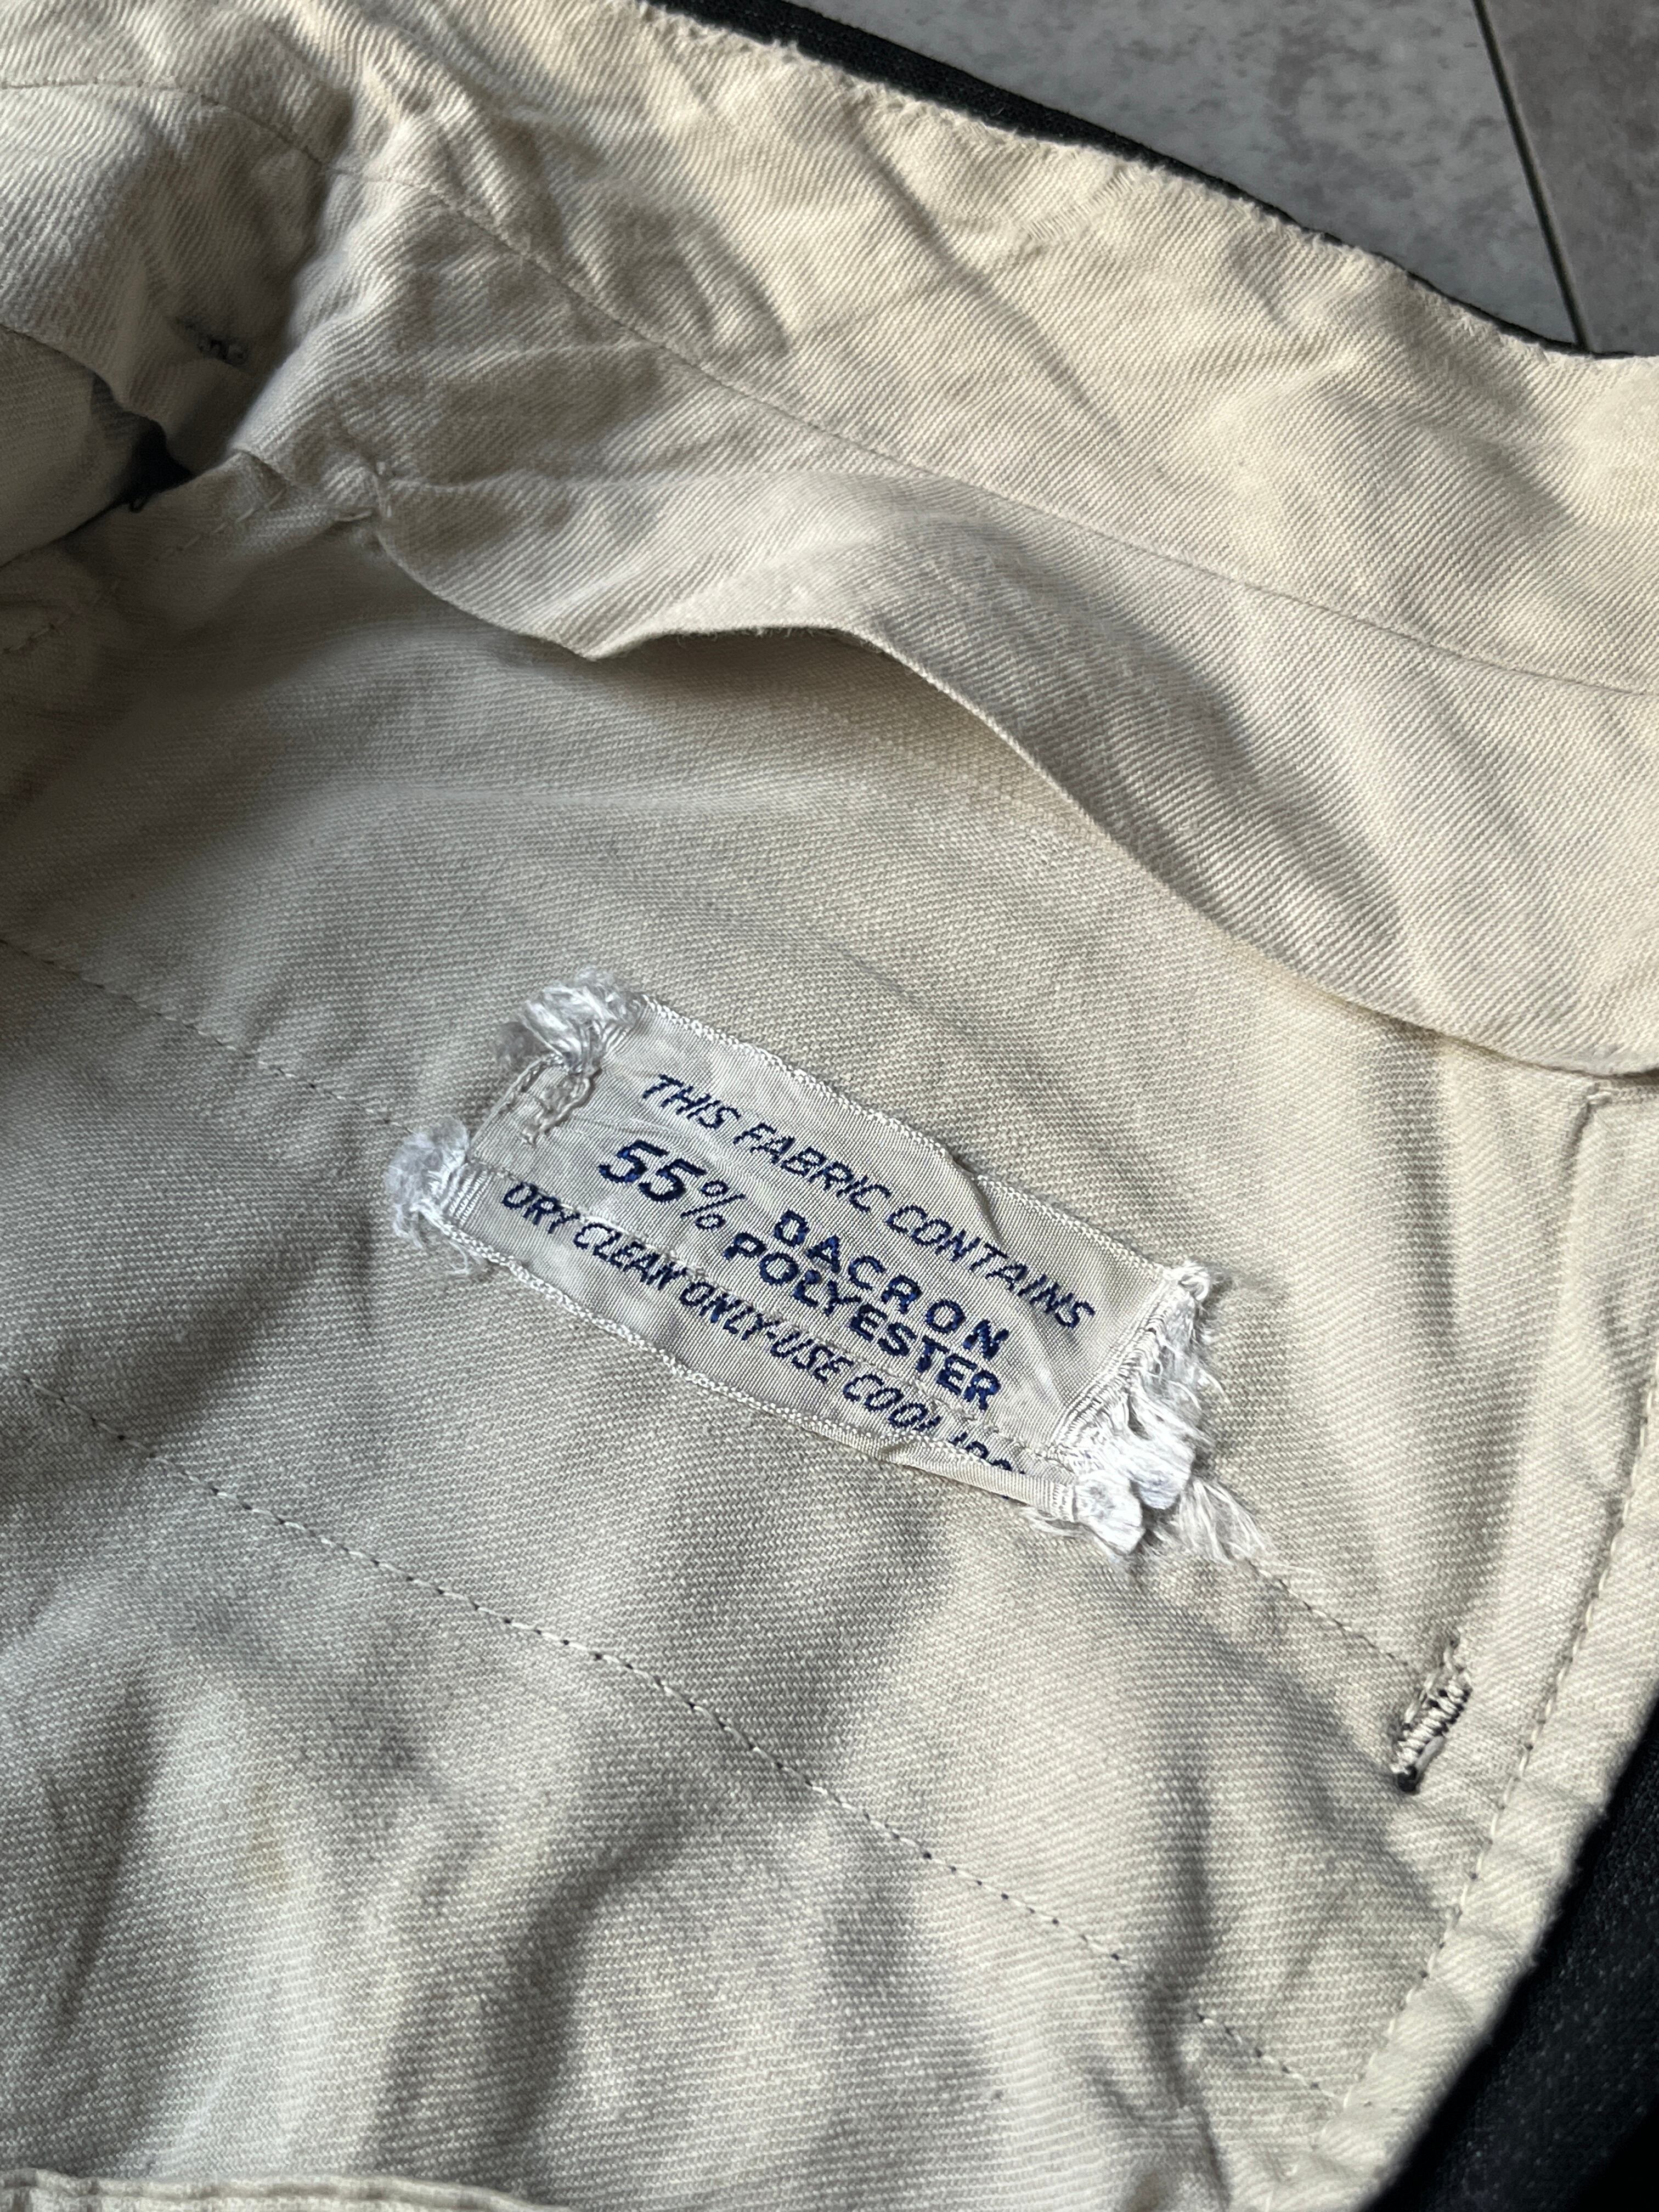 THIS FABRIC CONTAINS
55% DACRON
POLYESTER
DRY CLEAN ONLY-USE COOL